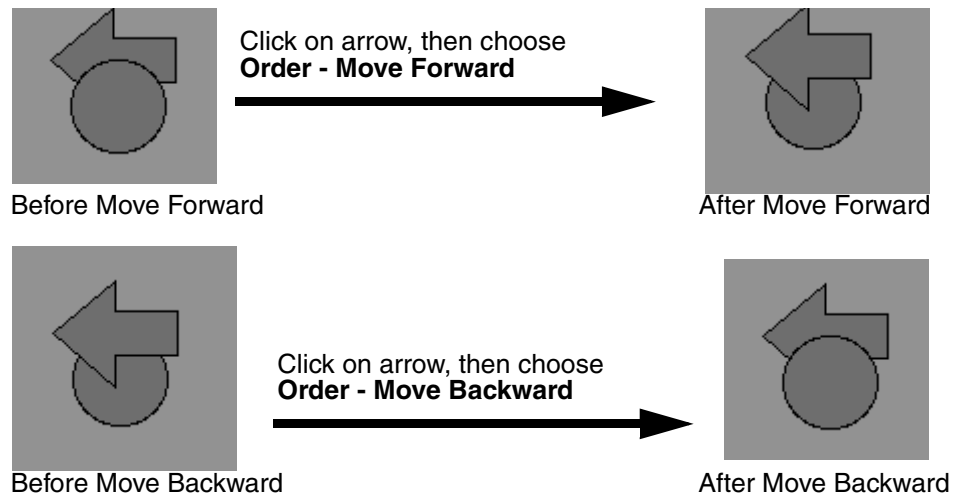 Click on arrow, then choose
Order - Move Forward
Before Move Forward
After Move Forward
Click on arrow, then choose
Order - Move Backward
Before Move Backward
After Move Backward